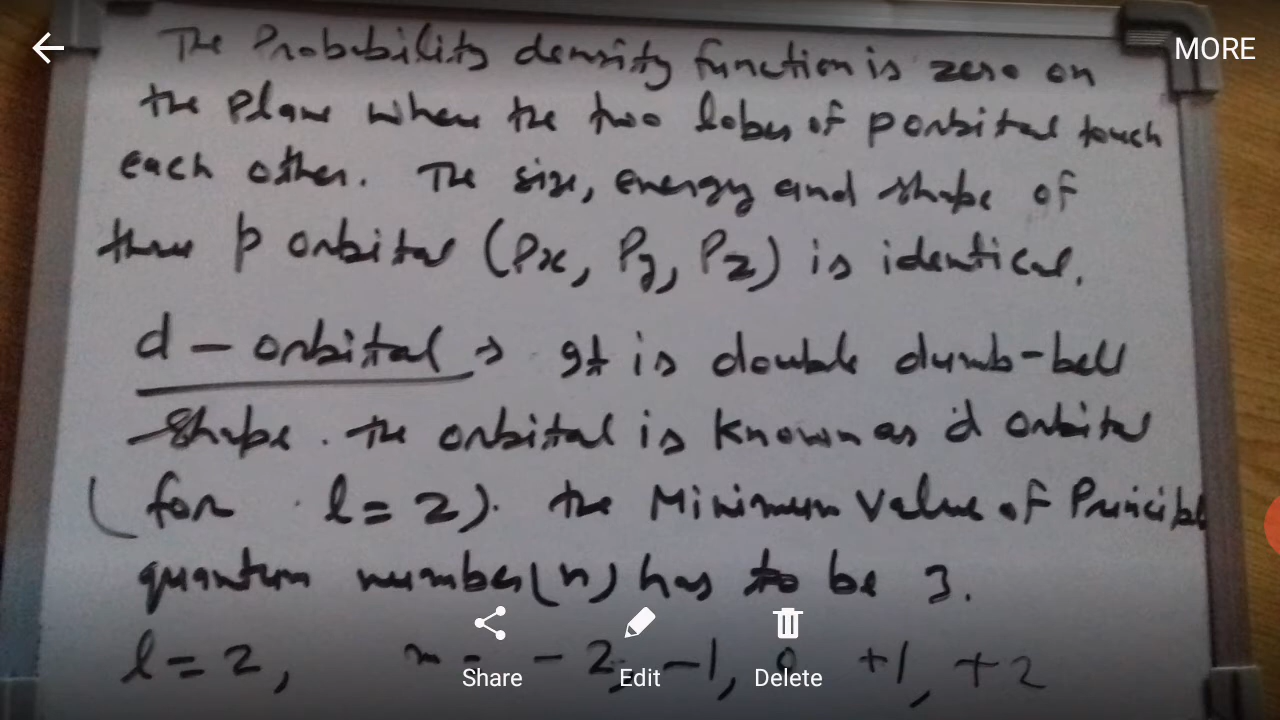 MORE
The Probability density function is zero on
the plane where the two lobes of p orbital touch
each other. The size, energy and shape of
three p orbital (Px, Py, Pz) is identical.
d - orbital → It is double dumb-bell
shape. the orbital is known as d orbital
(for l = 2). the Minimum Value of Principal
quantum number (n) has to be 3.
l = 2, m = - 2, -1, 0 +1, +2
Share Edit Delete